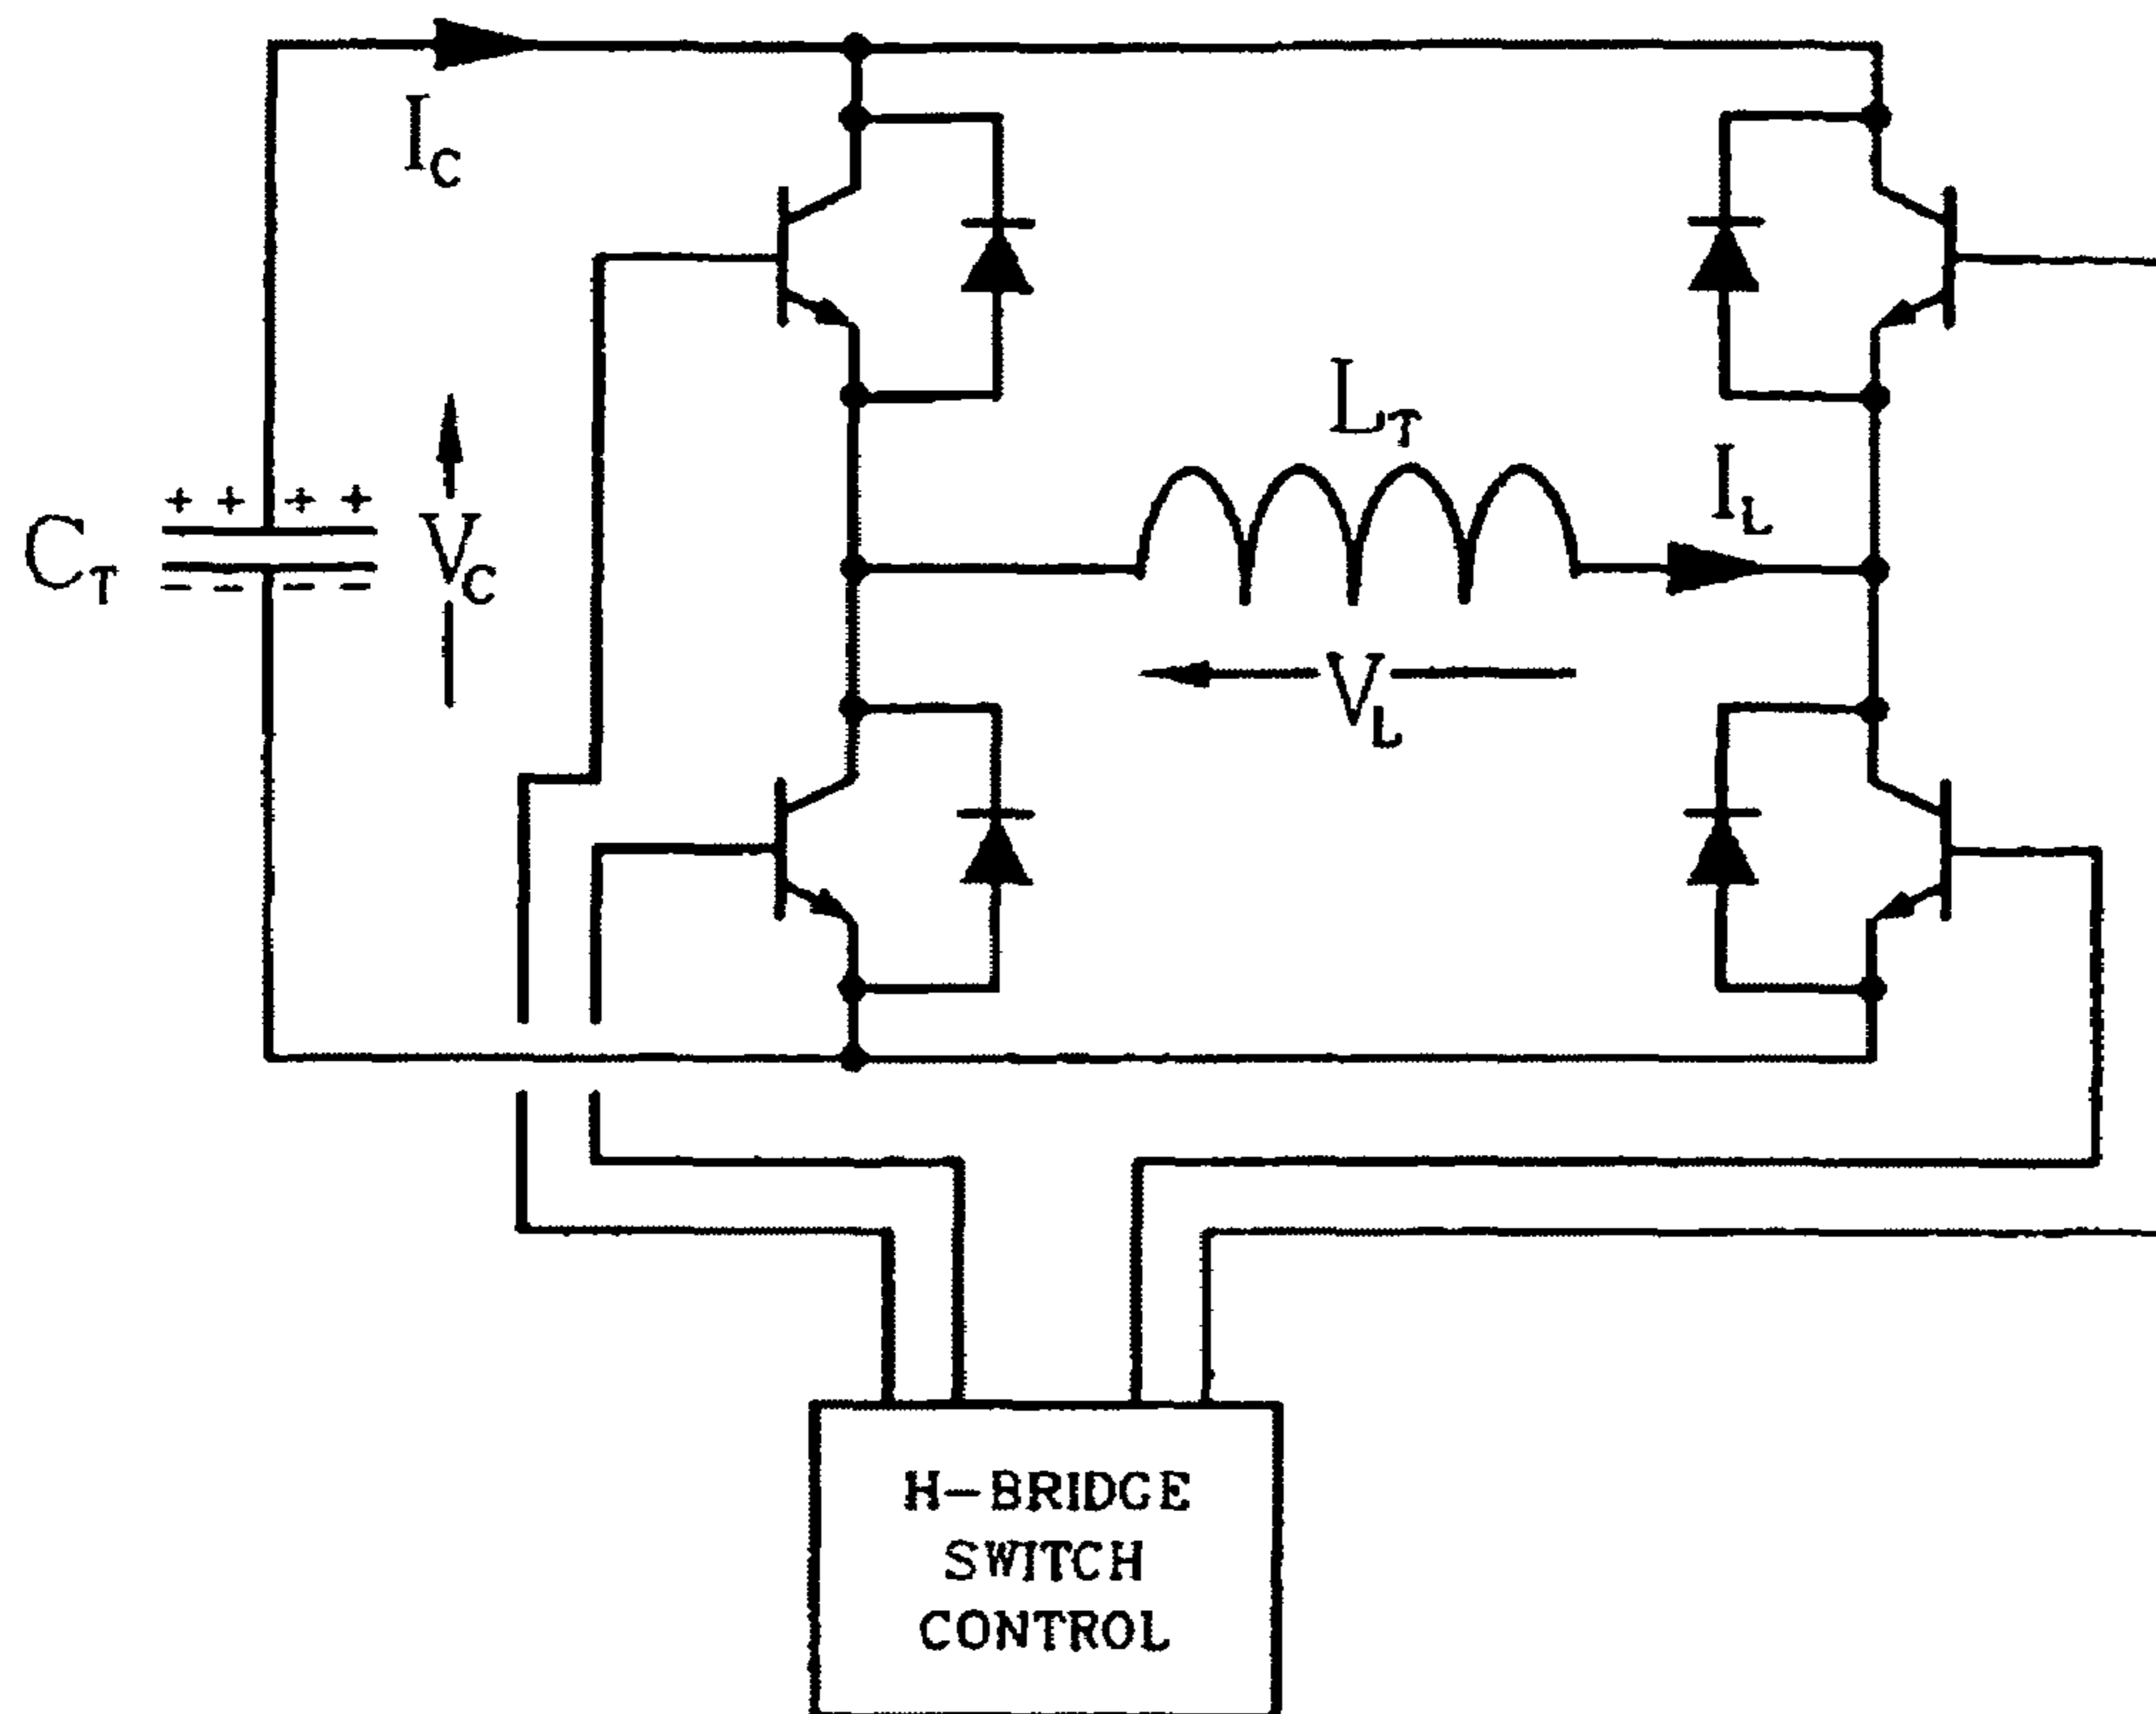 I_C
L_T
I_L
+ + + +
C_T
V_C
- - - -
V_L
H-BRIDGE
SWITCH
CONTROL